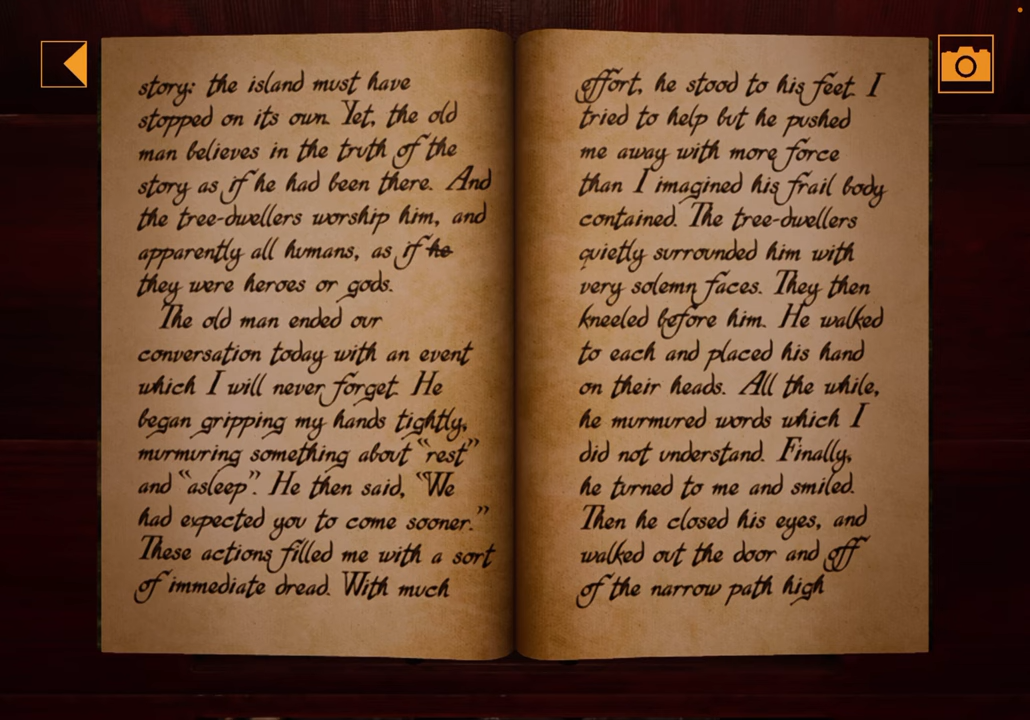 story: the island must have
stopped on its own. Yet, the old
man believes in the truth of the
story as if he had been there. And
the tree-dwellers worship him, and
apparently all humans, as if he
they were heroes or gods.
The old man ended our
conversation today with an event
which I will never forget. He
began gripping my hands tightly,
murmuring something about “rest”
and “asleep”. He then said, “We
had expected you to come sooner.”
These actions filled me with a sort
of immediate dread. With much
effort, he stood to his feet. I
tried to help but he pushed
me away with more force
than I imagined his frail body
contained. The tree-dwellers
quietly surrounded him with
very solemn faces. They then
kneeled before him. He walked
to each and placed his hand
on their heads. All the while,
he murmured words which I
did not understand. Finally,
he turned to me and smiled.
Then he closed his eyes, and
walked out the door and off
of the narrow path high